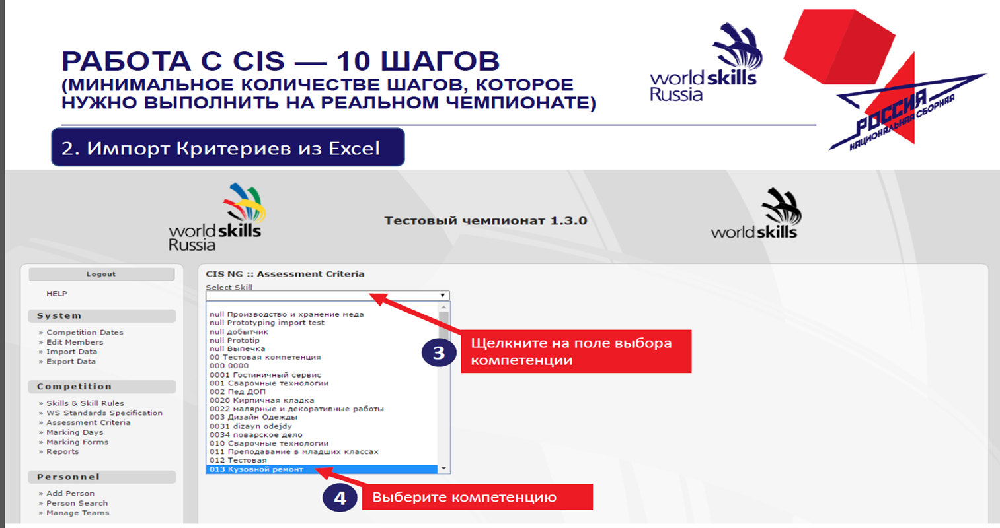 РАБОТА С CIS — 10 ШАГОВ
(МИНИМАЛЬНОЕ КОЛИЧЕСТВЕ ШАГОВ, КОТОРОЕ
НУЖНО ВЫПОЛНИТЬ НА РЕАЛЬНОМ ЧЕМПИОНАТЕ)
worldskills
Russia
РОССИЯ
НАЦИОНАЛЬНАЯ СБОРНАЯ
2. Импорт Критериев из Excel
worldskills
Russia
Тестовый чемпионат 1.3.0
worldskills
Logout
HELP
System
» Competition Dates
» Edit Members
» Import Data
» Export Data
Competition
» Skills & Skill Rules
» WS Standards Specification
» Assessment Criteria
» Marking Days
» Marking Forms
» Reports
Personnel
» Add Person
» Person Search
» Manage Teams
CIS NG :: Assessment Criteria
Select Skill
null Производство и хранение меда
null Prototyping import test
null добытчик
null Prototip
null Выпечка
00 Тестовая компетенция
000 0000
0001 Гостиничный сервис
001 Сварочные технологии
002 Пед ДОП
0020 Кирпичная кладка
0022 малярные и декоративные работы
003 Дизайн Одежды
0031 dizayn odejdy
0034 поварское дело
010 Сварочные технологии
011 Преподавание в младших классах
012 Тестовая
013 Кузовной ремонт
3
Щелкните на поле выбора
компетенции
4
Выберите компетенцию